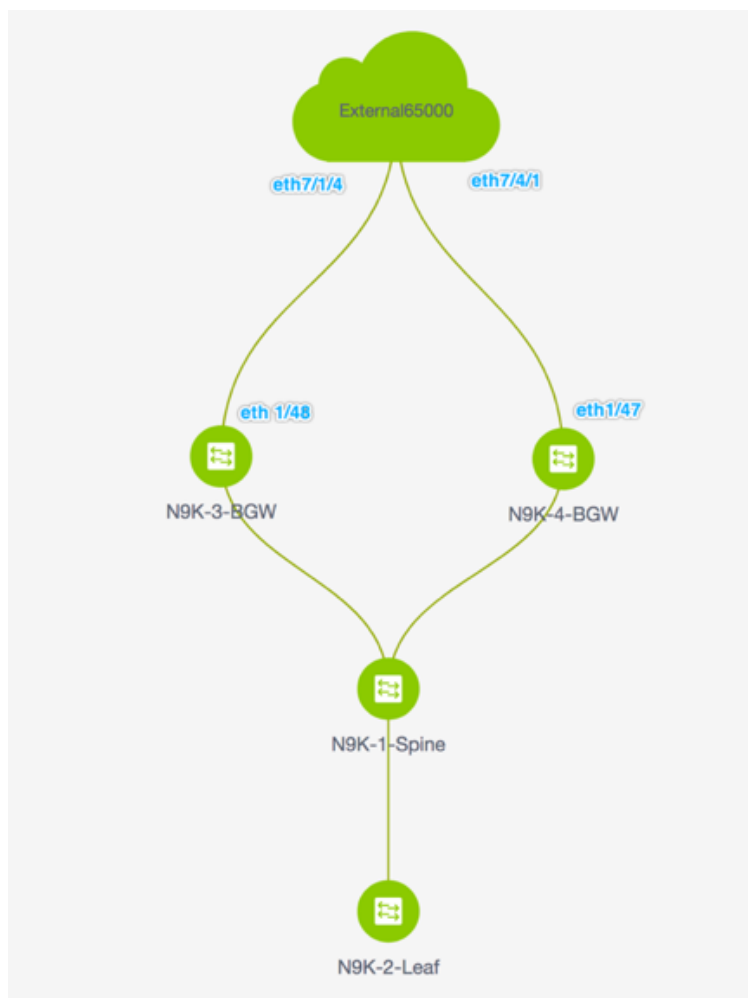 External65000
eth7/1/4
eth7/4/1
eth 1/48
eth1/47
N9K-3-BGW
N9K-4-BGW
N9K-1-Spine
N9K-2-Leaf